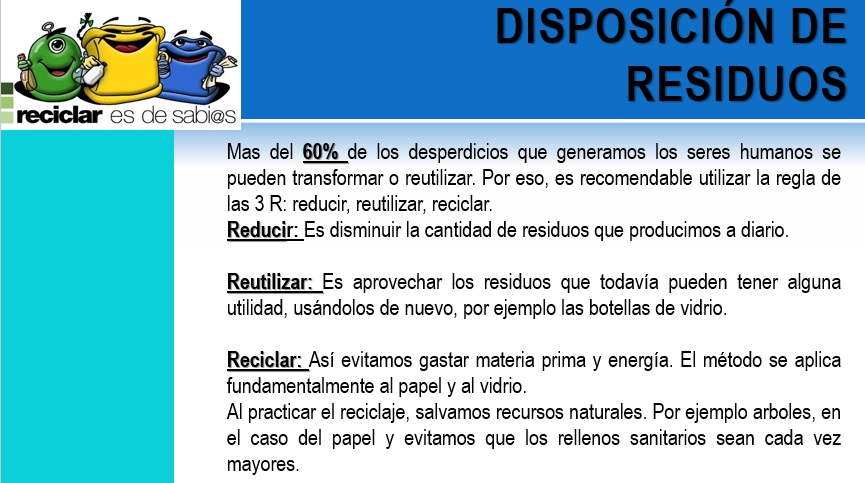 DISPOSICIÓN DE
RESIDUOS
reciclar es de sabi@s
Mas del 60% de los desperdicios que generamos los seres humanos se
pueden transformar o reutilizar. Por eso, es recomendable utilizar la regla de
las 3 R: reducir, reutilizar, reciclar.
Reducir: Es disminuir la cantidad de residuos que producimos a diario.
Reutilizar: Es aprovechar los residuos que todavía pueden tener alguna
utilidad, usándolos de nuevo, por ejemplo las botellas de vidrio.
Reciclar: Así evitamos gastar materia prima y energía. El método se aplica
fundamentalmente al papel y al vidrio.
Al practicar el reciclaje, salvamos recursos naturales. Por ejemplo arboles, en
el caso del papel y evitamos que los rellenos sanitarios sean cada vez
mayores.